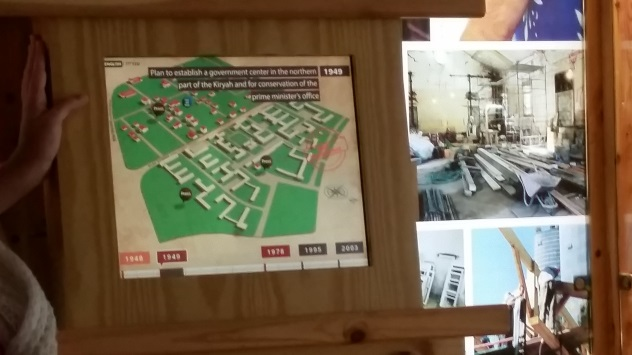 ENGLISH
Plan to establish a government center in the northern
part of the Kiryah and for conservation of the
prime minister's office
1949
1948
1949
1978
1995
2003